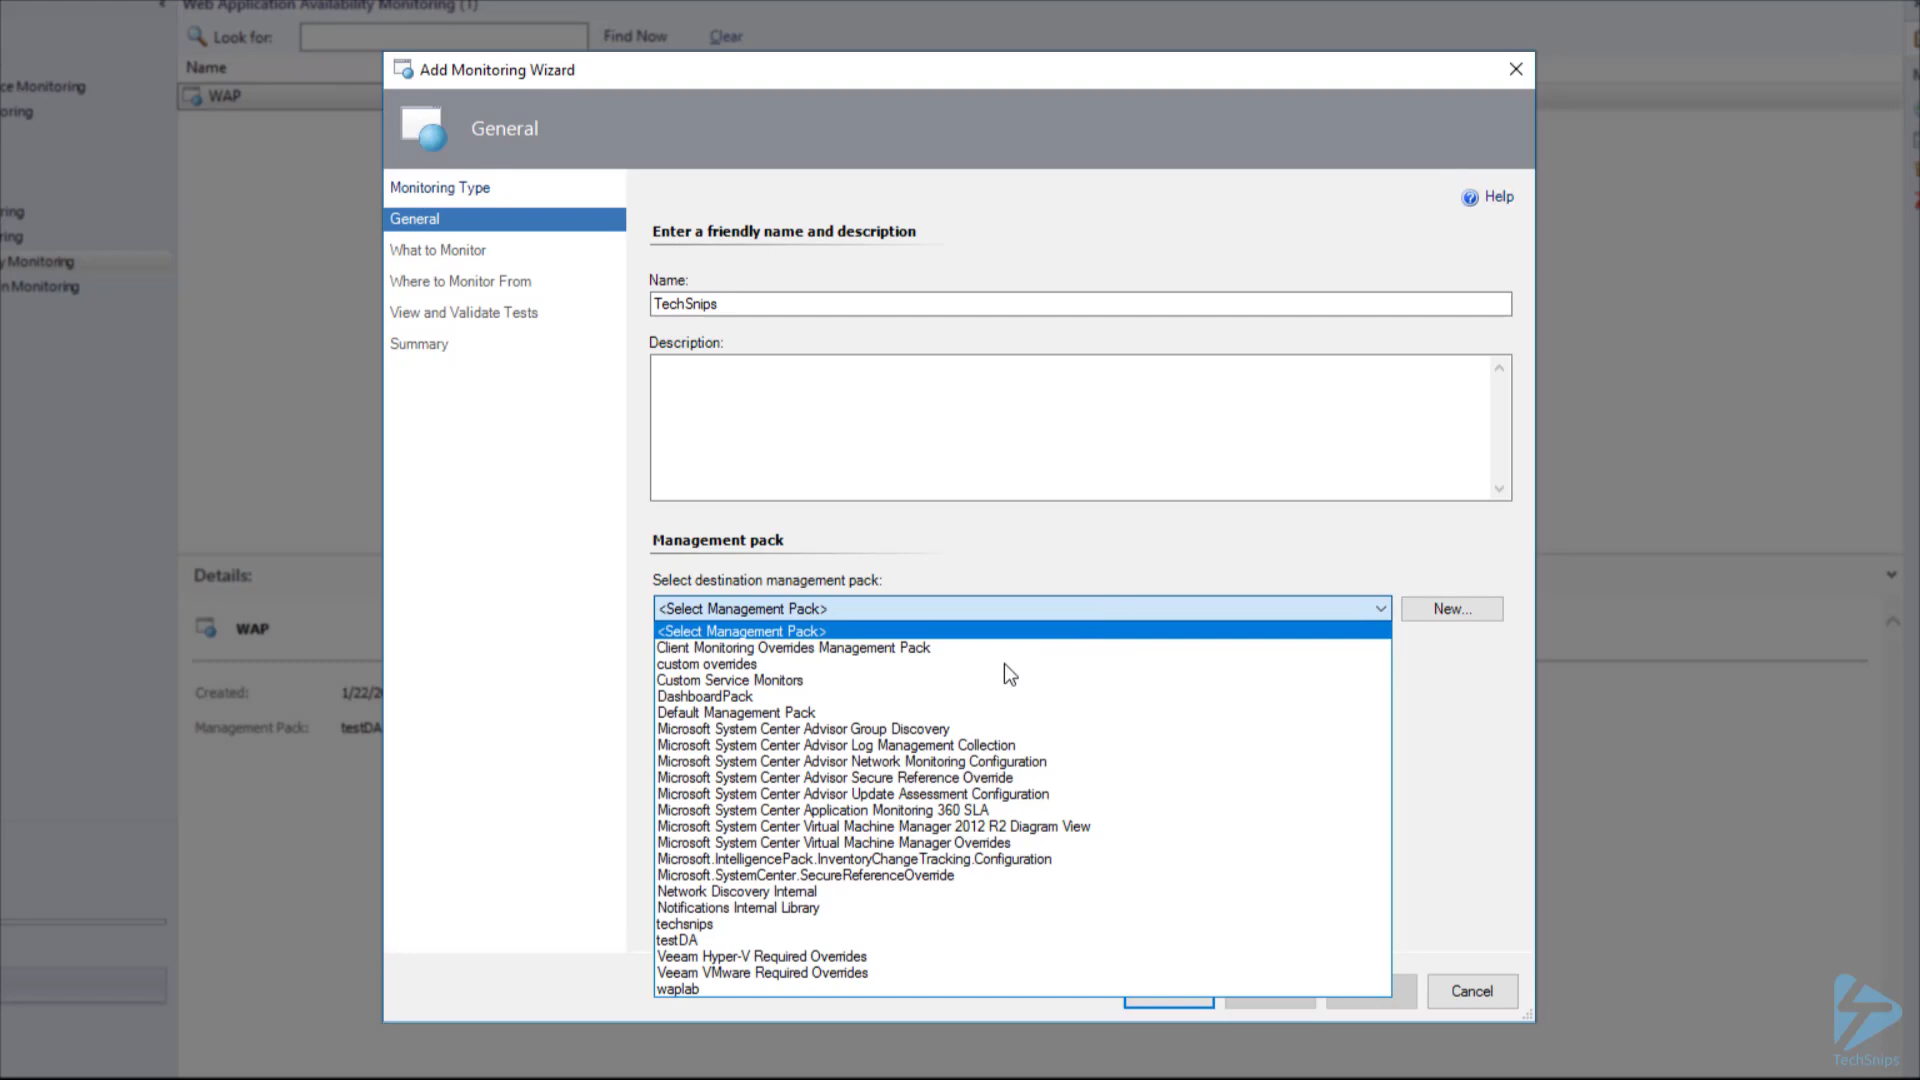 Web Application Availability Monitoring (1)
Look for:
Find Now
Clear
Name
WAP
ce Monitoring
oring
ring
ring
y Monitoring
n Monitoring
Add Monitoring Wizard
General
Monitoring Type
General
What to Monitor
Where to Monitor From
View and Validate Tests
Summary
Help
Enter a friendly name and description
Name:
TechSnips
Description:
Management pack
Select destination management pack:
<Select Management Pack>
New...
<Select Management Pack>
Client Monitoring Overrides Management Pack
custom overrides
Custom Service Monitors
DashboardPack
Default Management Pack
Microsoft System Center Advisor Group Discovery
Microsoft System Center Advisor Log Management Collection
Microsoft System Center Advisor Network Monitoring Configuration
Microsoft System Center Advisor Secure Reference Override
Microsoft System Center Advisor Update Assessment Configuration
Microsoft System Center Application Monitoring 360 SLA
Microsoft System Center Virtual Machine Manager 2012 R2 Diagram View
Microsoft System Center Virtual Machine Manager Overrides
Microsoft.IntelligencePack.InventoryChangeTracking.Configuration
Microsoft.SystemCenter.SecureReferenceOverride
Network Discovery Internal
Notifications Internal Library
techsnips
testDA
Veeam Hyper-V Required Overrides
Veeam VMware Required Overrides
waplab
Cancel
Details:
WAP
Created:
1/22/2
Management Pack:
testDA
TechSnips